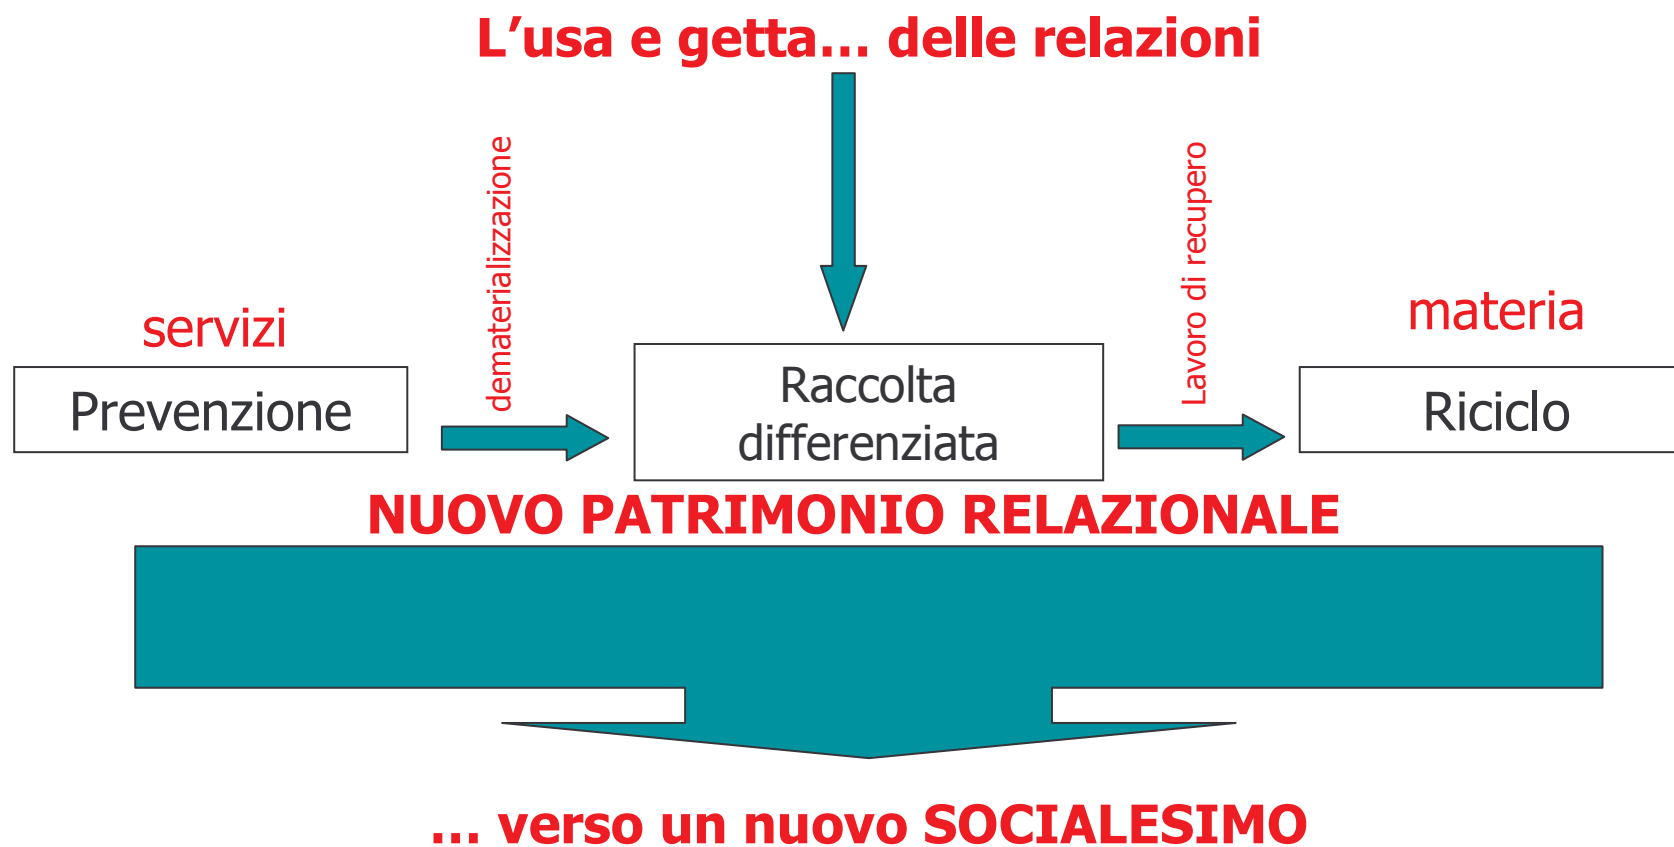 L’usa e getta... delle relazioni
dematerializzazione
Lavoro di recupero
servizi
materia
Prevenzione
Raccolta
differenziata
Riciclo
NUOVO PATRIMONIO RELAZIONALE
... verso un nuovo SOCIALESIMO